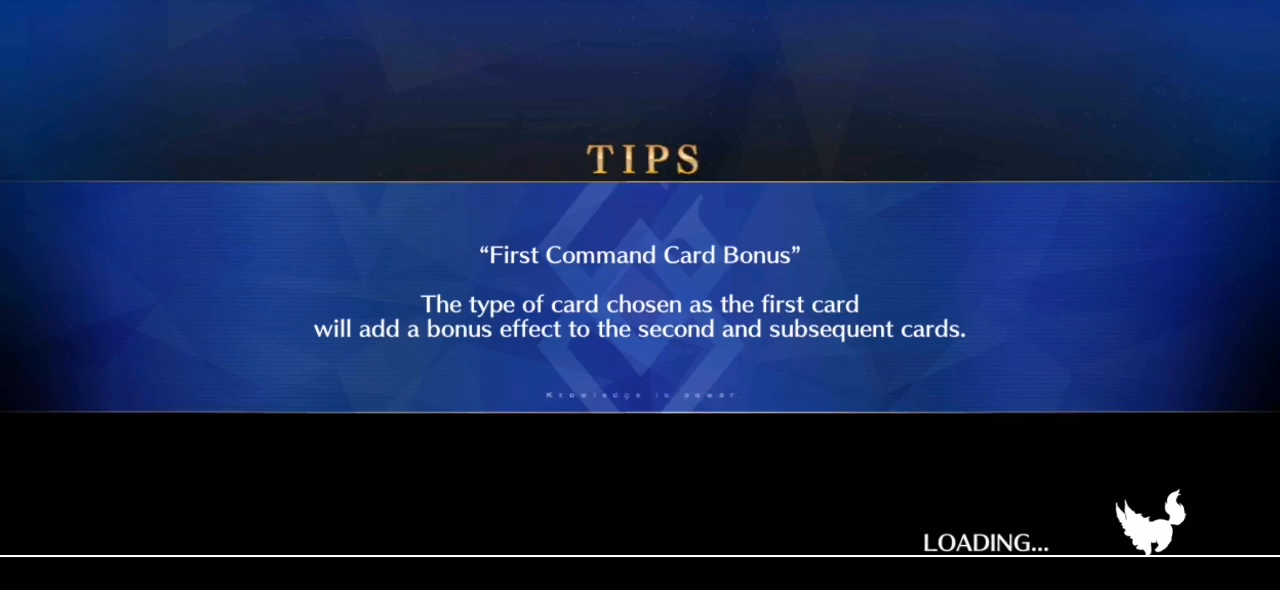 TIPS
“First Command Card Bonus”
The type of card chosen as the first card
will add a bonus effect to the second and subsequent cards.
Knowledge is power.
LOADING...